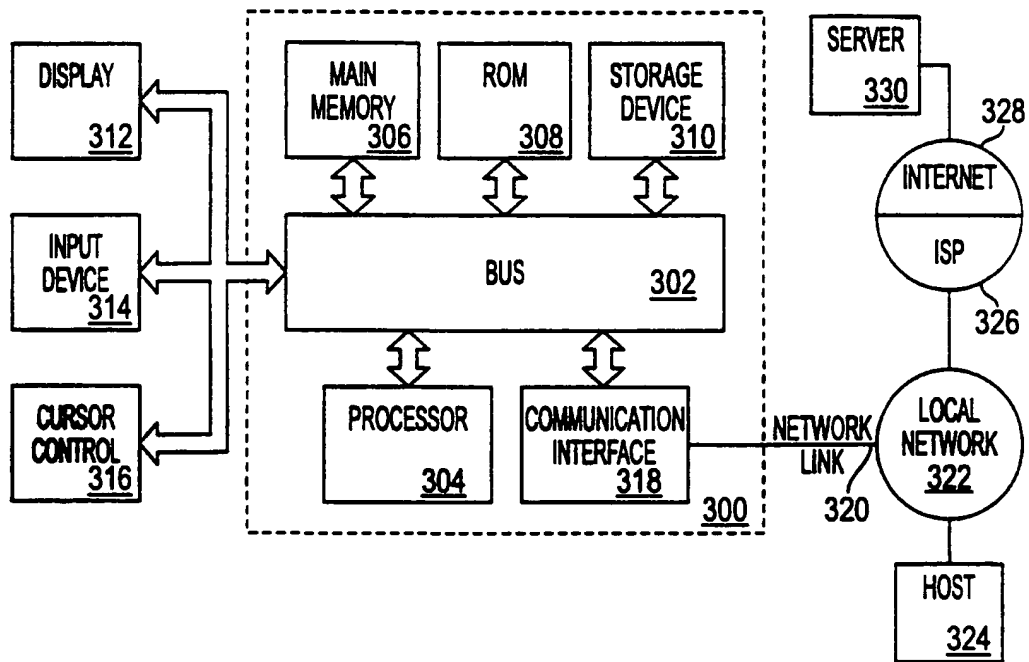 DISPLAY
312
INPUT
DEVICE
314
CURSOR
CONTROL
316
MAIN
MEMORY
306
ROM
308
STORAGE
DEVICE
310
BUS
302
PROCESSOR
304
COMMUNICATION
INTERFACE
318
300
NETWORK
LINK
320
SERVER
330
328
INTERNET
ISP
326
LOCAL
NETWORK
322
HOST
324